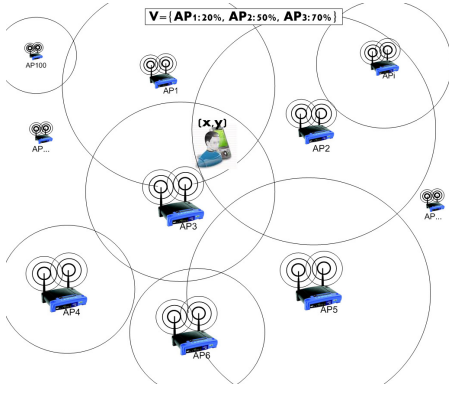 V={AP1:20%, AP2:50%, AP3:70%}
AP100
AP1
APi
AP...
(x,y)
AP2
AP...
AP3
AP4
AP5
AP6